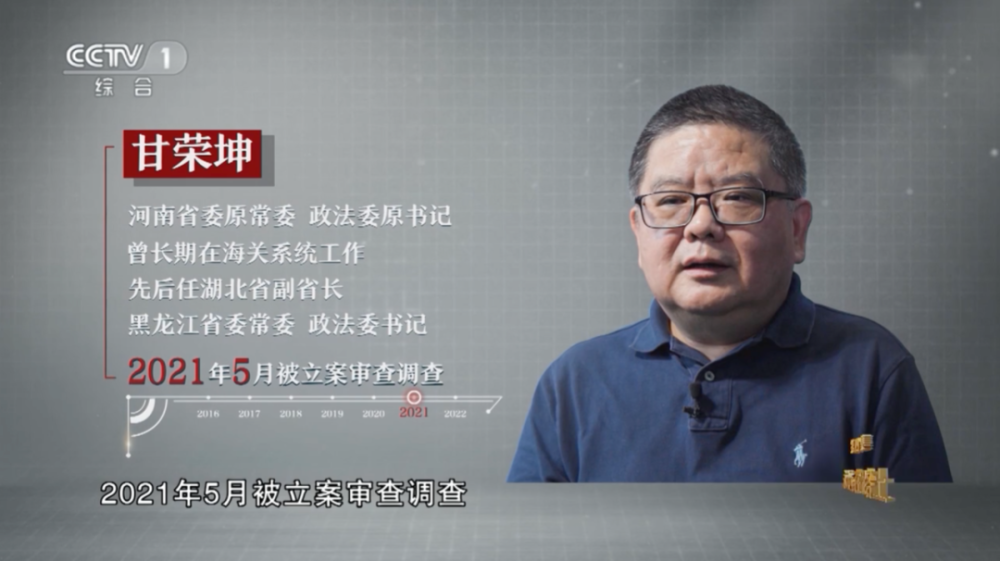 CCTV 1
综合
甘荣坤
河南省委原常委 政法委原书记
曾长期在海关系统工作
先后任湖北省副省长
黑龙江省委常委 政法委书记
2021年5月被立案审查调查
2016 2017 2018 2019 2020 2021 2022
2021年5月被立案审查调查